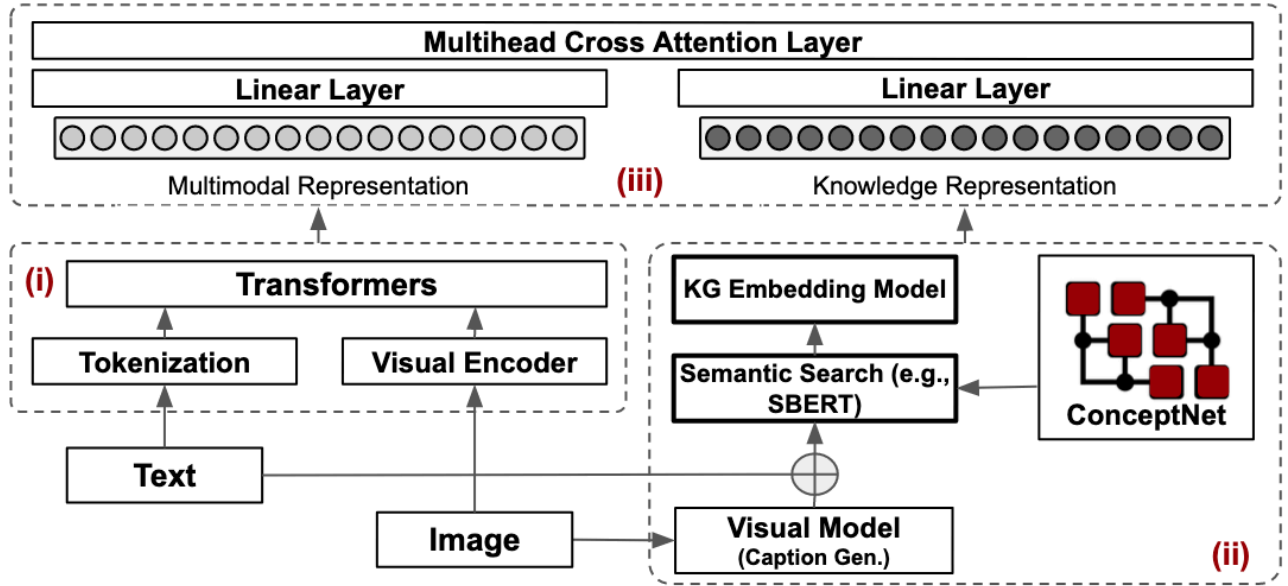 Multihead Cross Attention Layer
Linear Layer
Linear Layer
Multimodal Representation
(iii)
Knowledge Representation
(i)
Transformers
Tokenization
Visual Encoder
KG Embedding Model
Semantic Search (e.g.,
SBERT)
ConceptNet
Text
Image
Visual Model
(Caption Gen.)
(ii)